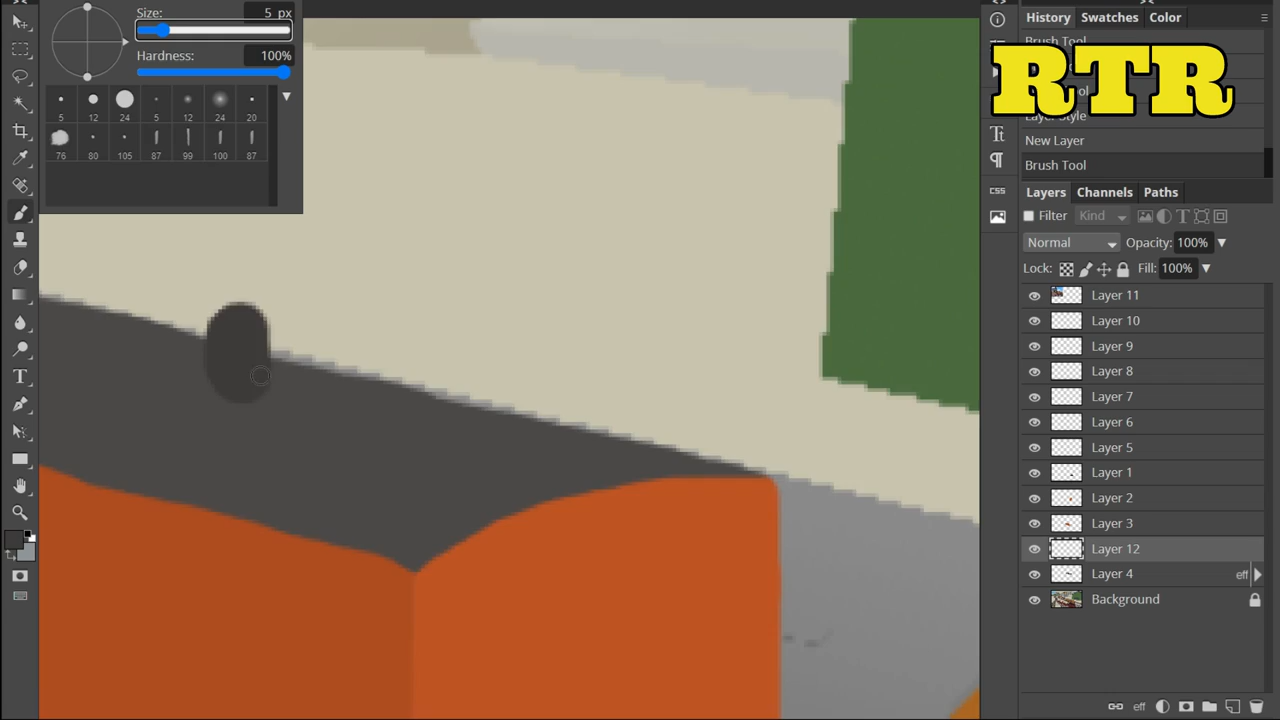 Size: 5 px
Hardness: 100%
5 12 24 5 12 24 20
76 80 105 87 99 100 87
History Swatches Color
Brush Tool
RTR
Layer Style
New Layer
Brush Tool
Layers Channels Paths
css
Filter Kind
Normal Opacity: 100%
Lock: Fill: 100%
Layer 11
Layer 10
Layer 9
Layer 8
Layer 7
Layer 6
Layer 5
Layer 1
Layer 2
Layer 3
Layer 12
Layer 4 eff
Background
eff